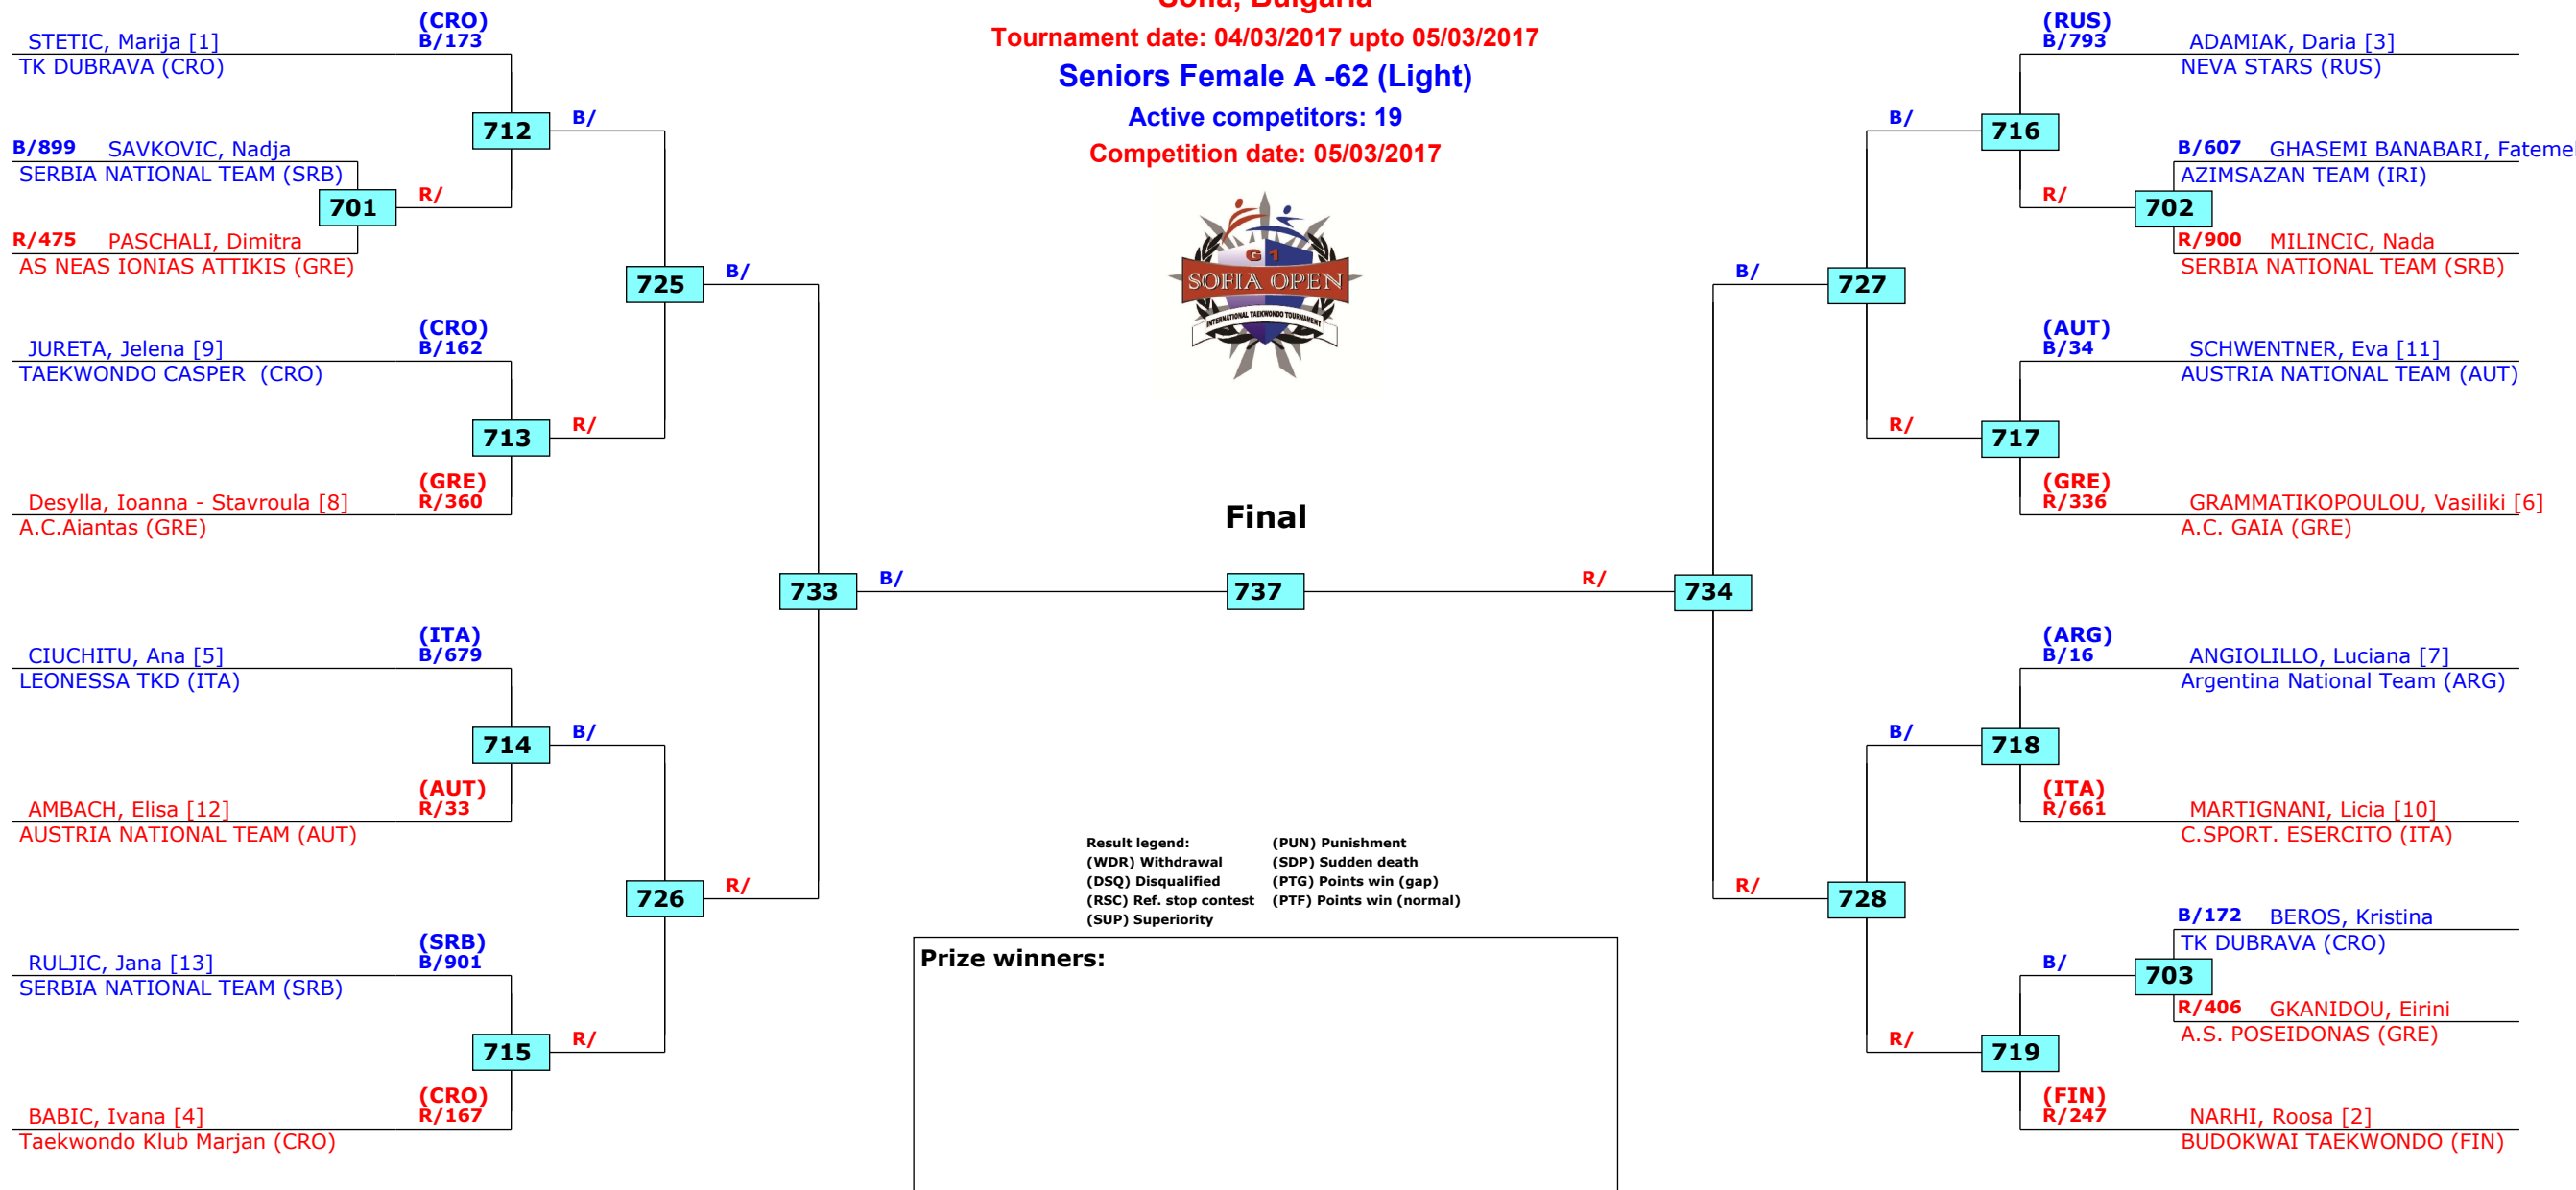 Sofia, Bulgaria
Tournament date: 04/03/2017 upto 05/03/2017
Seniors Female A -62 (Light)
Active competitors: 19
Competition date: 05/03/2017
G 1
SOFIA OPEN
INTERNATIONAL TAEKWONDO TOURNAMENT
(CRO)
STETIC, Marija [1] B/173
TK DUBRAVA (CRO)
712 B/
B/899 SAVKOVIC, Nadja
SERBIA NATIONAL TEAM (SRB)
701 R/
R/475 PASCHALI, Dimitra
AS NEAS IONIAS ATTIKIS (GRE)
725 B/
(CRO)
JURETA, Jelena [9] B/162
TAEKWONDO CASPER (CRO)
713 R/
(GRE)
Desylla, Ioanna - Stavroula [8] R/360
A.C.Aiantas (GRE)
733 B/
(ITA)
CIUCHITU, Ana [5] B/679
LEONESSA TKD (ITA)
714 B/
(AUT)
AMBACH, Elisa [12] R/33
AUSTRIA NATIONAL TEAM (AUT)
726 R/
(SRB)
RULJIC, Jana [13] B/901
SERBIA NATIONAL TEAM (SRB)
715 R/
(CRO)
BABIC, Ivana [4] R/167
Taekwondo Klub Marjan (CRO)
Final
737
(RUS)
B/793 ADAMIAK, Daria [3]
NEVA STARS (RUS)
B/ 716
B/607 GHASEMI BANABARI, Fateme
AZIMSAZAN TEAM (IRI)
R/ 702
R/900 MILINCIC, Nada
SERBIA NATIONAL TEAM (SRB)
B/ 727
(AUT)
B/34 SCHWENTNER, Eva [11]
AUSTRIA NATIONAL TEAM (AUT)
R/ 717
(GRE)
R/336 GRAMMATIKOPOULOU, Vasiliki [6]
A.C. GAIA (GRE)
R/ 734
(ARG)
B/16 ANGIOLILLO, Luciana [7]
Argentina National Team (ARG)
B/ 718
(ITA)
R/661 MARTIGNANI, Licia [10]
C.SPORT. ESERCITO (ITA)
R/ 728
B/172 BEROS, Kristina
TK DUBRAVA (CRO)
B/ 703
R/406 GKANIDOU, Eirini
A.S. POSEIDONAS (GRE)
R/ 719
(FIN)
R/247 NARHI, Roosa [2]
BUDOKWAI TAEKWONDO (FIN)
Result legend: (PUN) Punishment
(WDR) Withdrawal (SDP) Sudden death
(DSQ) Disqualified (PTG) Points win (gap)
(RSC) Ref. stop contest (PTF) Points win (normal)
(SUP) Superiority
Prize winners: